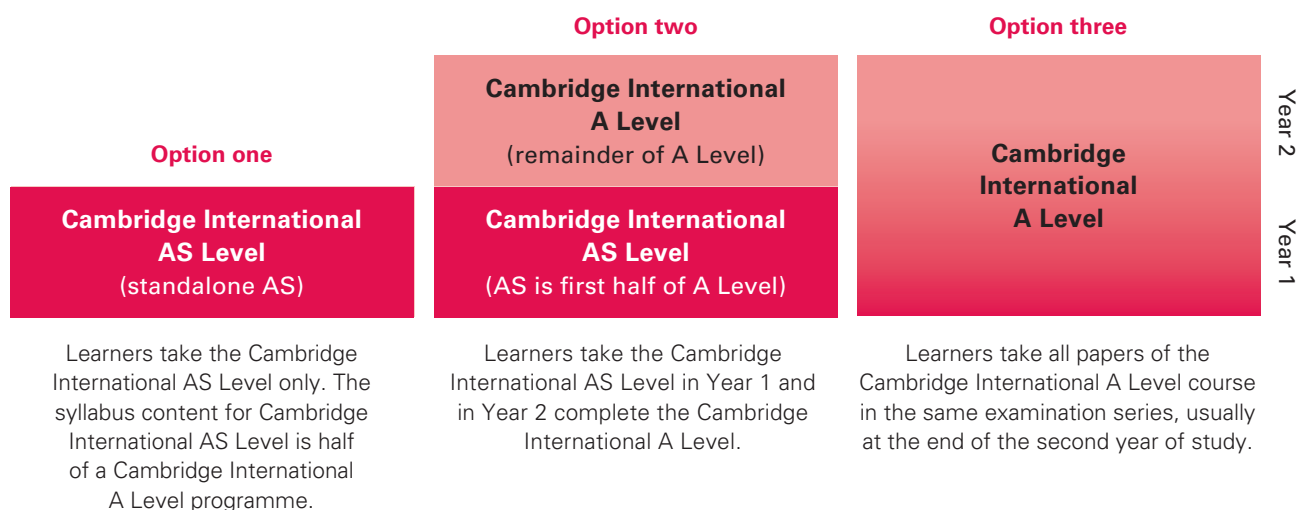 Option one
Cambridge International
AS Level
(standalone AS)
Learners take the Cambridge
International AS Level only. The
syllabus content for Cambridge
International AS Level is half
of a Cambridge International
A Level programme.
Option two
Cambridge International
A Level
(remainder of A Level)
Cambridge International
AS Level
(AS is first half of A Level)
Learners take the Cambridge
International AS Level in Year 1 and
in Year 2 complete the Cambridge
International A Level.
Option three
Cambridge
International
A Level
Learners take all papers of the
Cambridge International A Level course
in the same examination series, usually
at the end of the second year of study.
Year 2
Year 1